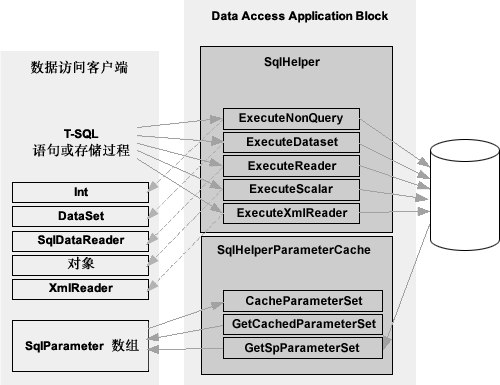 Data Access Application Block
数据访问客户端
SqlHelper
T-SQL
语句或存储过程
ExecuteNonQuery
ExecuteDataset
ExecuteReader
ExecuteScalar
ExecuteXmlReader
Int
DataSet
SqlDataReader
对象
XmlReader
SqlHelperParameterCache
CacheParameterSet
GetCachedParameterSet
GetSpParameterSet
SqlParameter 数组